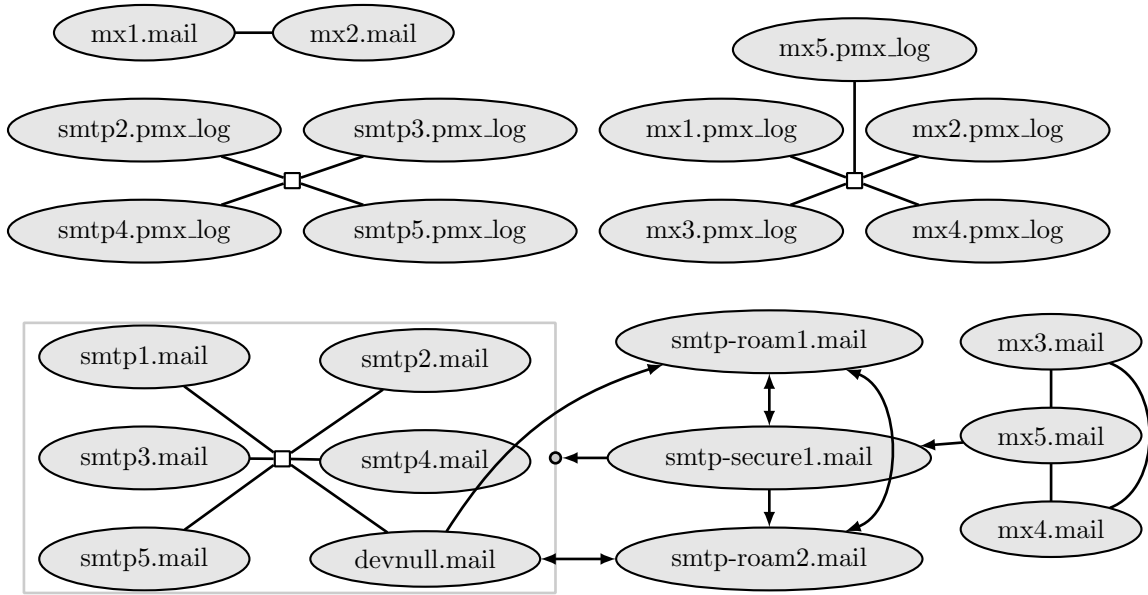 mx1.mail
mx2.mail
mx5.pmx_log
smtp2.pmx_log
smtp3.pmx_log
mx1.pmx_log
mx2.pmx_log
smtp4.pmx_log
smtp5.pmx_log
mx3.pmx_log
mx4.pmx_log
smtp1.mail
smtp2.mail
smtp-roam1.mail
mx3.mail
smtp3.mail
smtp4.mail
smtp-secure1.mail
mx5.mail
smtp5.mail
devnull.mail
smtp-roam2.mail
mx4.mail